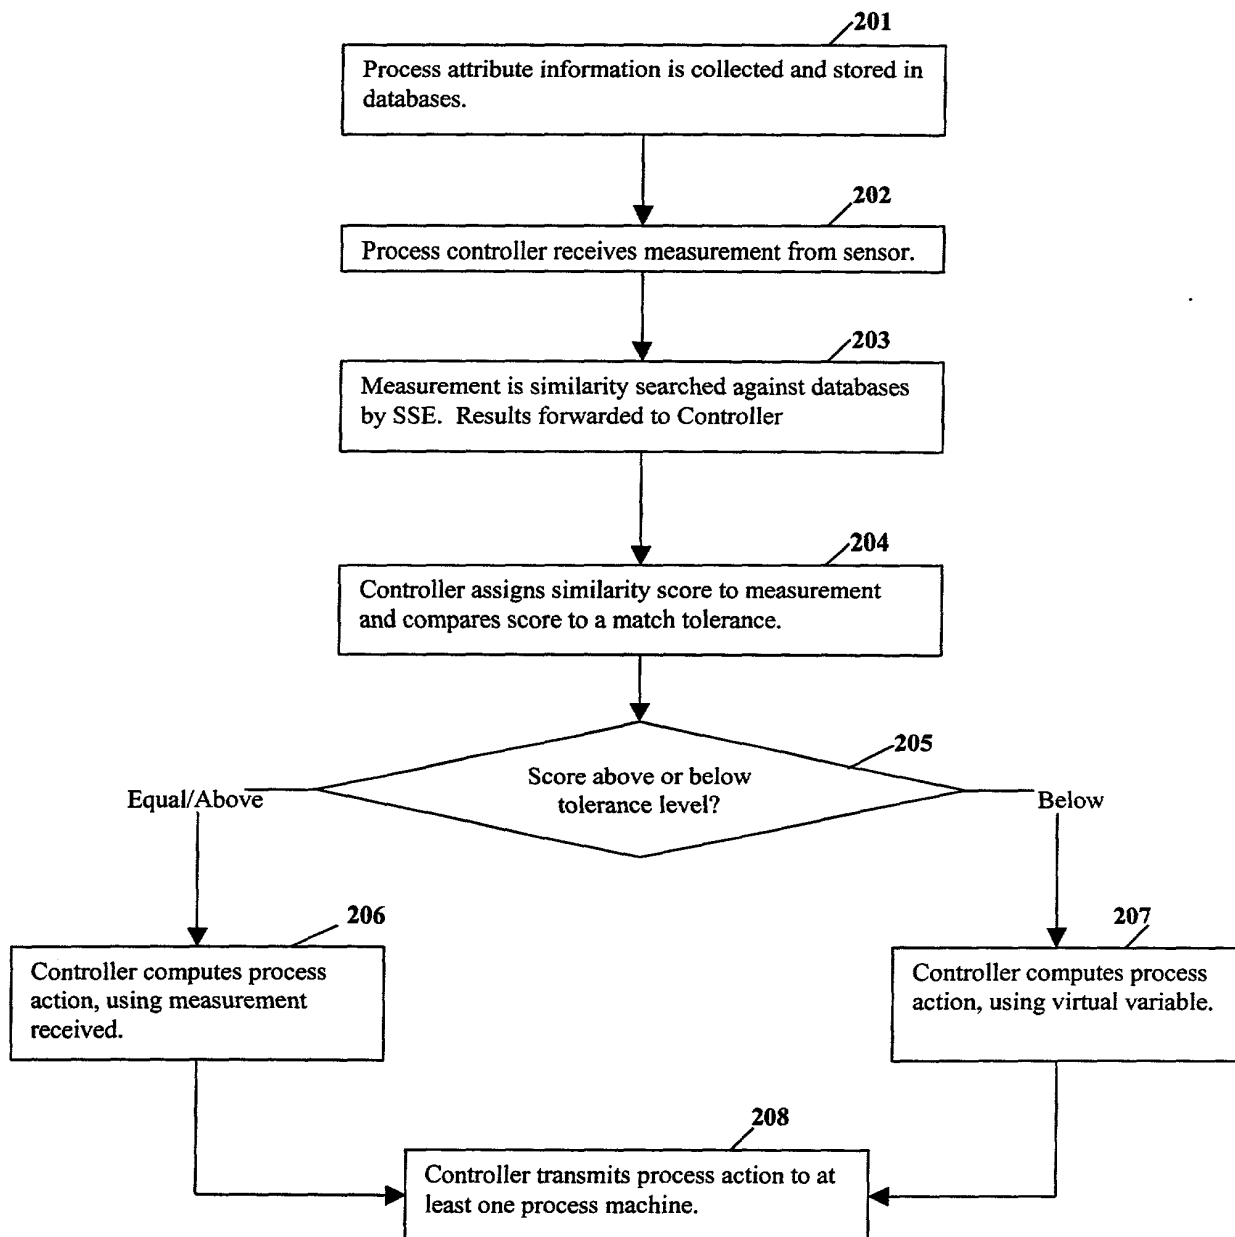 201
Process attribute information is collected and stored in
databases.
202
Process controller receives measurement from sensor.
203
Measurement is similarity searched against databases
by SSE.  Results forwarded to Controller
204
Controller assigns similarity score to measurement
and compares score to a match tolerance.
205
Score above or below
tolerance level?
Equal/Above
Below
206
Controller computes process
action, using measurement
received.
207
Controller computes process
action, using virtual variable.
208
Controller transmits process action to at
least one process machine.